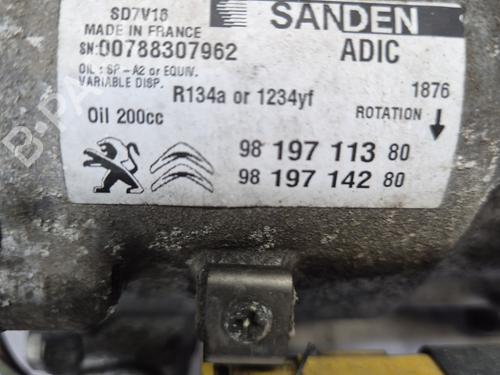 SD7V16
SANDEN
MADE IN FRANCE
SN:00788307962
ADIC
OIL : SP - A2 or EQUIV.
VARIABLE DISP.
R134a or 1234yf
1876
Oil 200cc
ROTATION
98 197 113 80
98 197 142 80